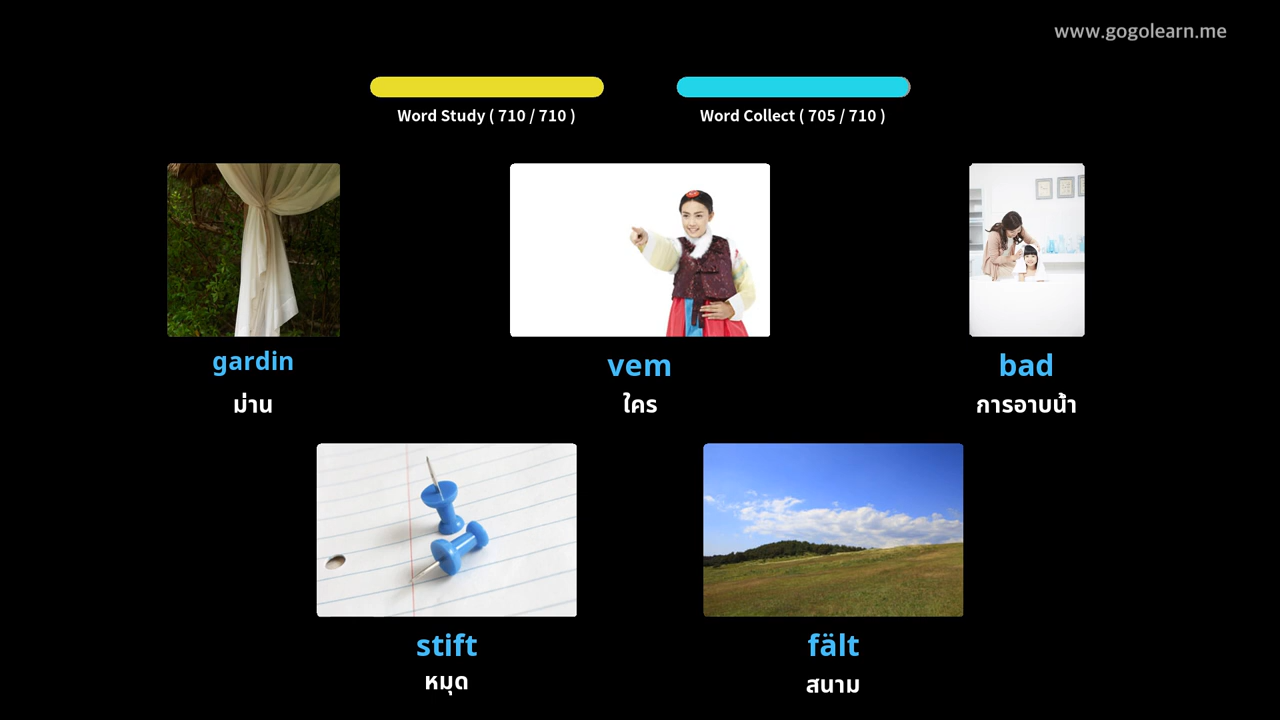 www.gogolearn.me
Word Study ( 710 / 710 )
Word Collect ( 705 / 710 )
gardin
ม่าน
vem
ใคร
bad
การอาบน้ำ
stift
หมุด
fält
สนาม